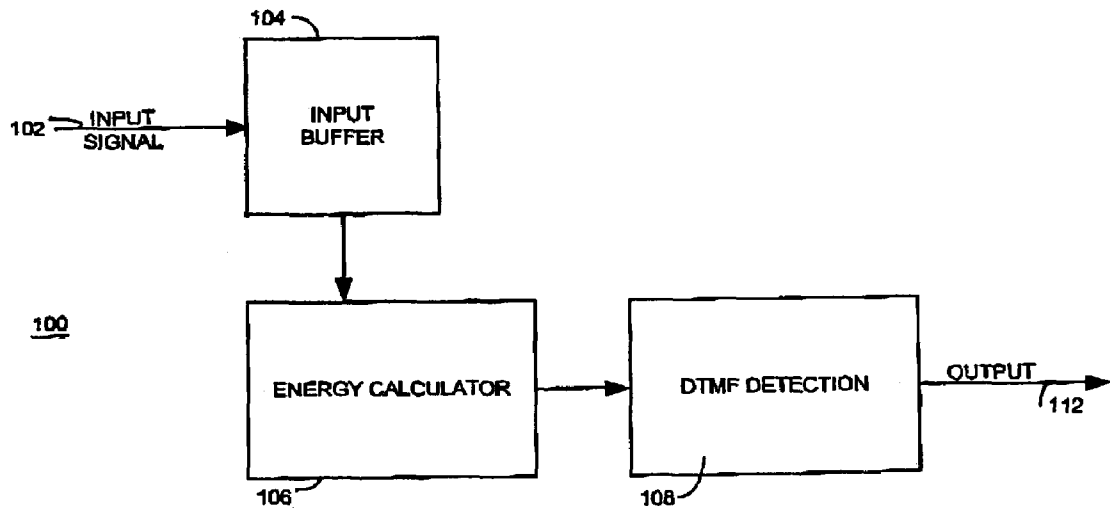 104
INPUT
BUFFER
102
INPUT
SIGNAL
100
ENERGY CALCULATOR
DTMF DETECTION
OUTPUT
112
106
108